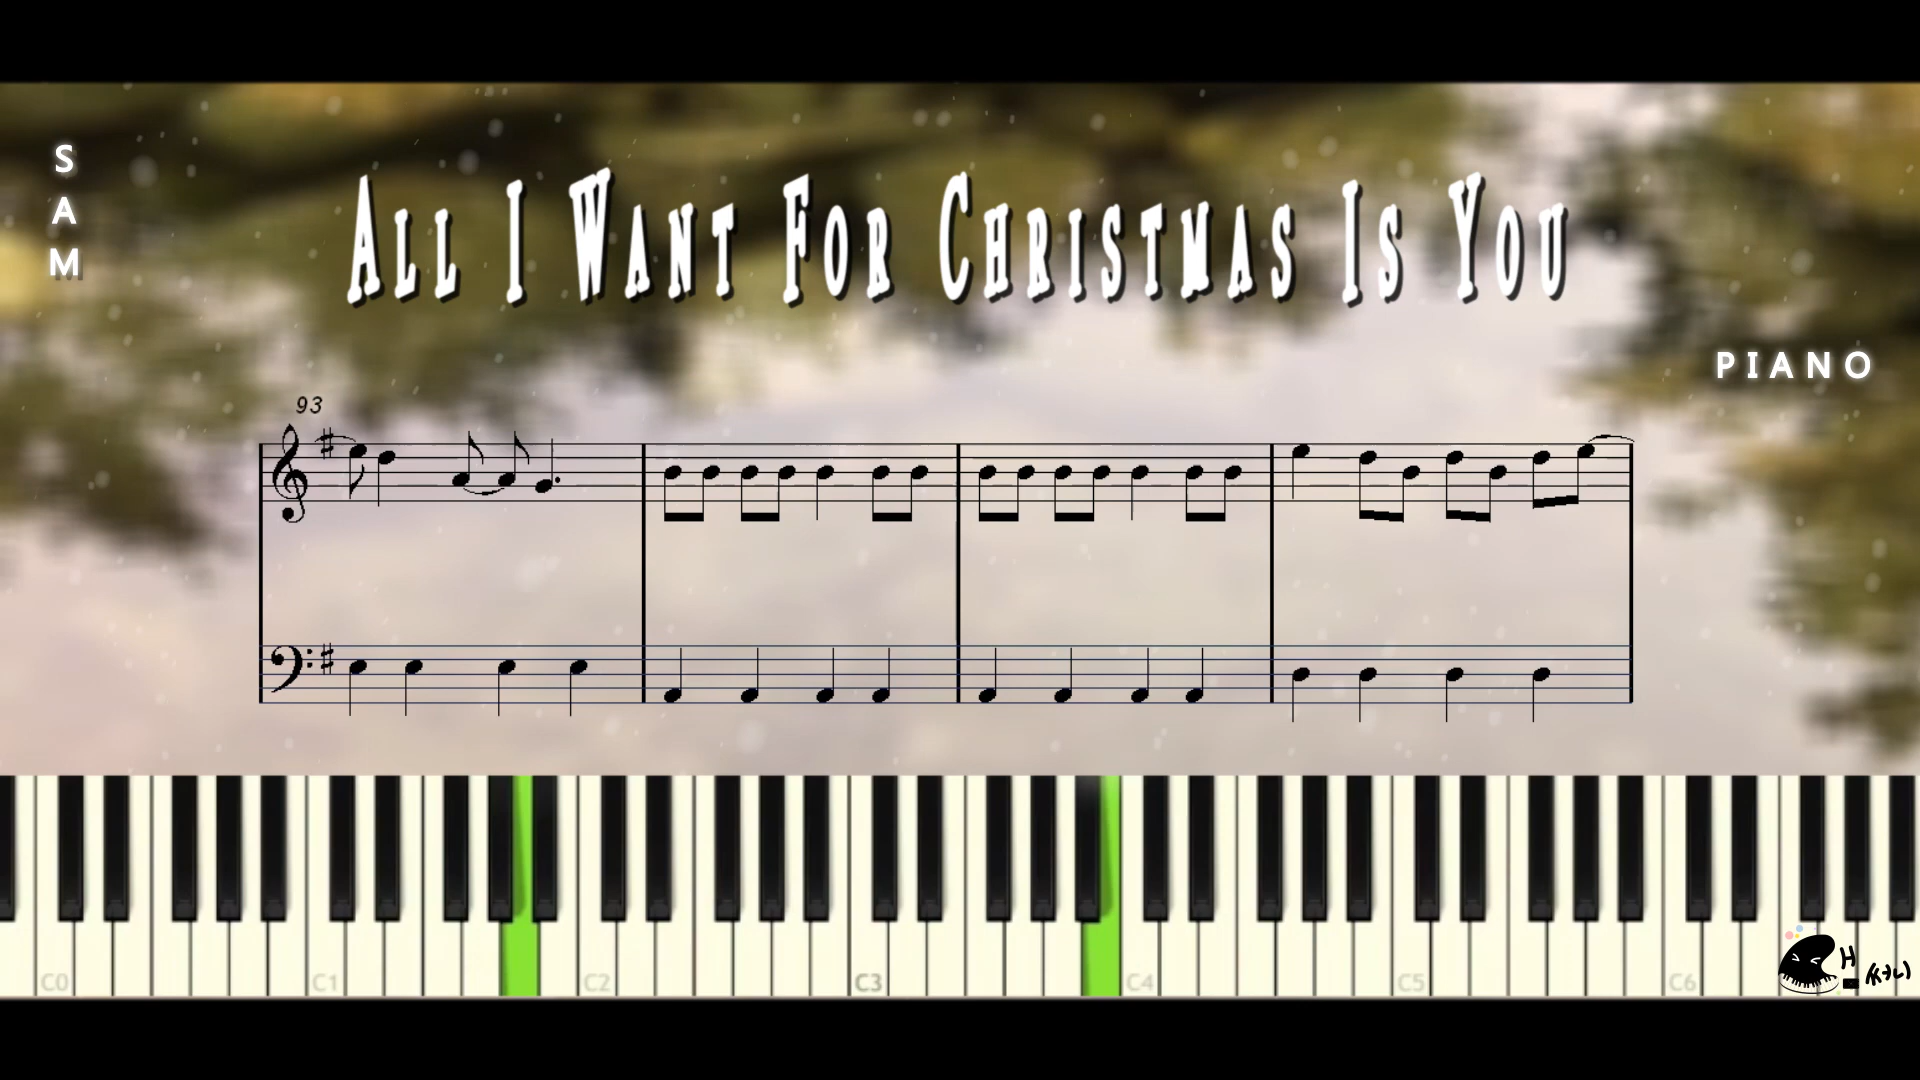 S
A
M
All I Want For Christmas Is You
PIANO
93
C0 C1 C2 C3 C4 C5 C6